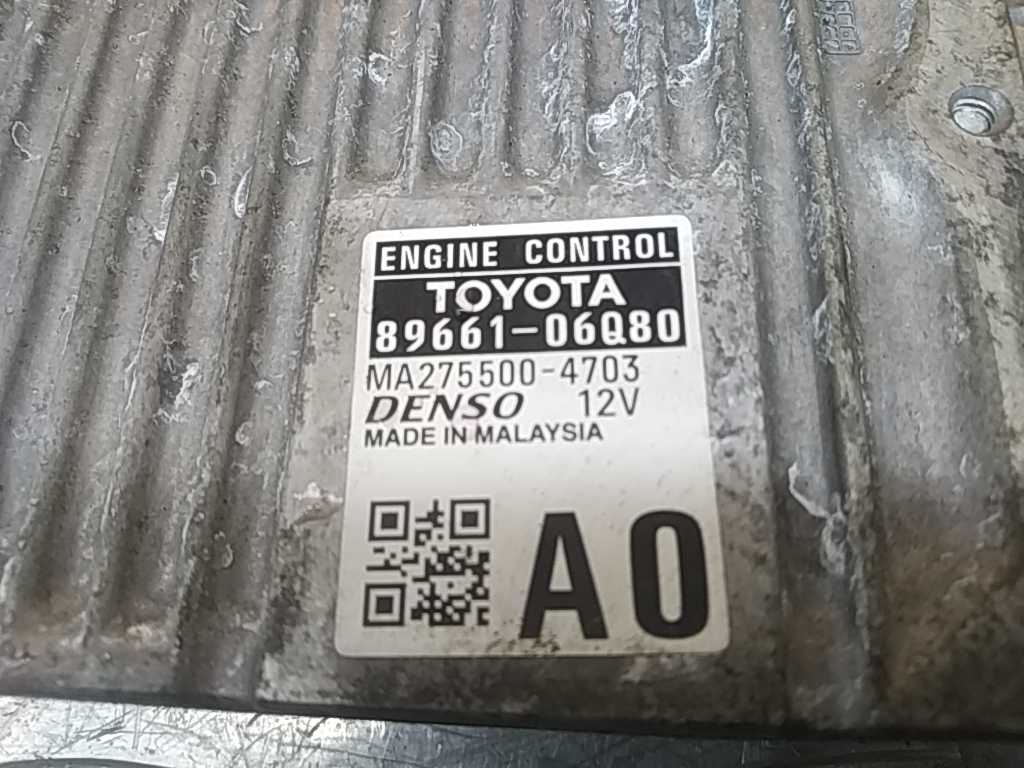 ENGINE CONTROL
TOYOTA
89661-06Q80
MA275500-4703
DENSO 12V
MADE IN MALAYSIA
A0